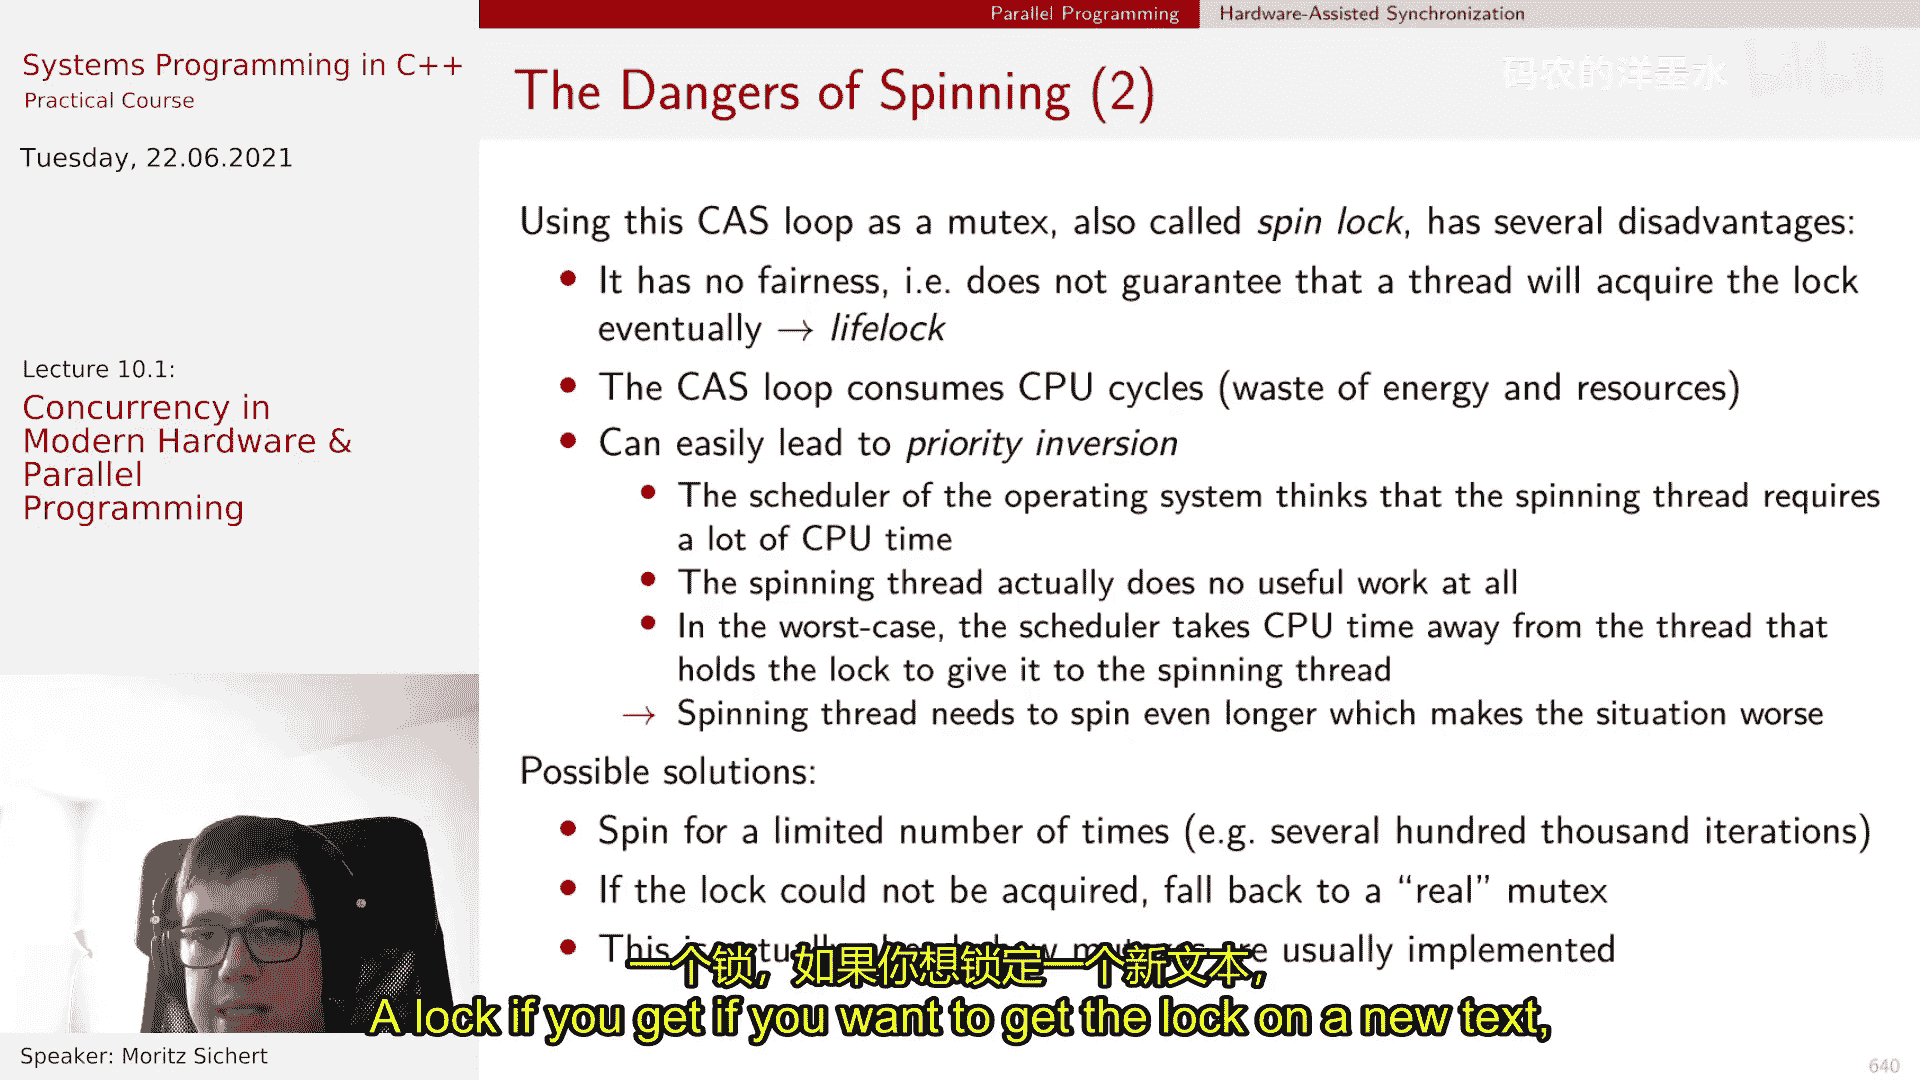 Parallel Programming
Hardware-Assisted Synchronization
Systems Programming in C++
Practical Course
Tuesday, 22.06.2021
Lecture 10.1:
Concurrency in
Modern Hardware &
Parallel
Programming
Speaker: Moritz Sichert
The Dangers of Spinning (2)
码农的洋墨水
Using this CAS loop as a mutex, also called spin lock, has several disadvantages:
• It has no fairness, i.e. does not guarantee that a thread will acquire the lock
eventually → lifelock
• The CAS loop consumes CPU cycles (waste of energy and resources)
• Can easily lead to priority inversion
• The scheduler of the operating system thinks that the spinning thread requires
a lot of CPU time
• The spinning thread actually does no useful work at all
• In the worst-case, the scheduler takes CPU time away from the thread that
holds the lock to give it to the spinning thread
→ Spinning thread needs to spin even longer which makes the situation worse
Possible solutions:
• Spin for a limited number of times (e.g. several hundred thousand iterations)
• If the lock could not be acquired, fall back to a “real” mutex
• This is usually implemented
一个锁，如果你想锁定一个新文本，
A lock if you get if you want to get the lock on a new text,
640